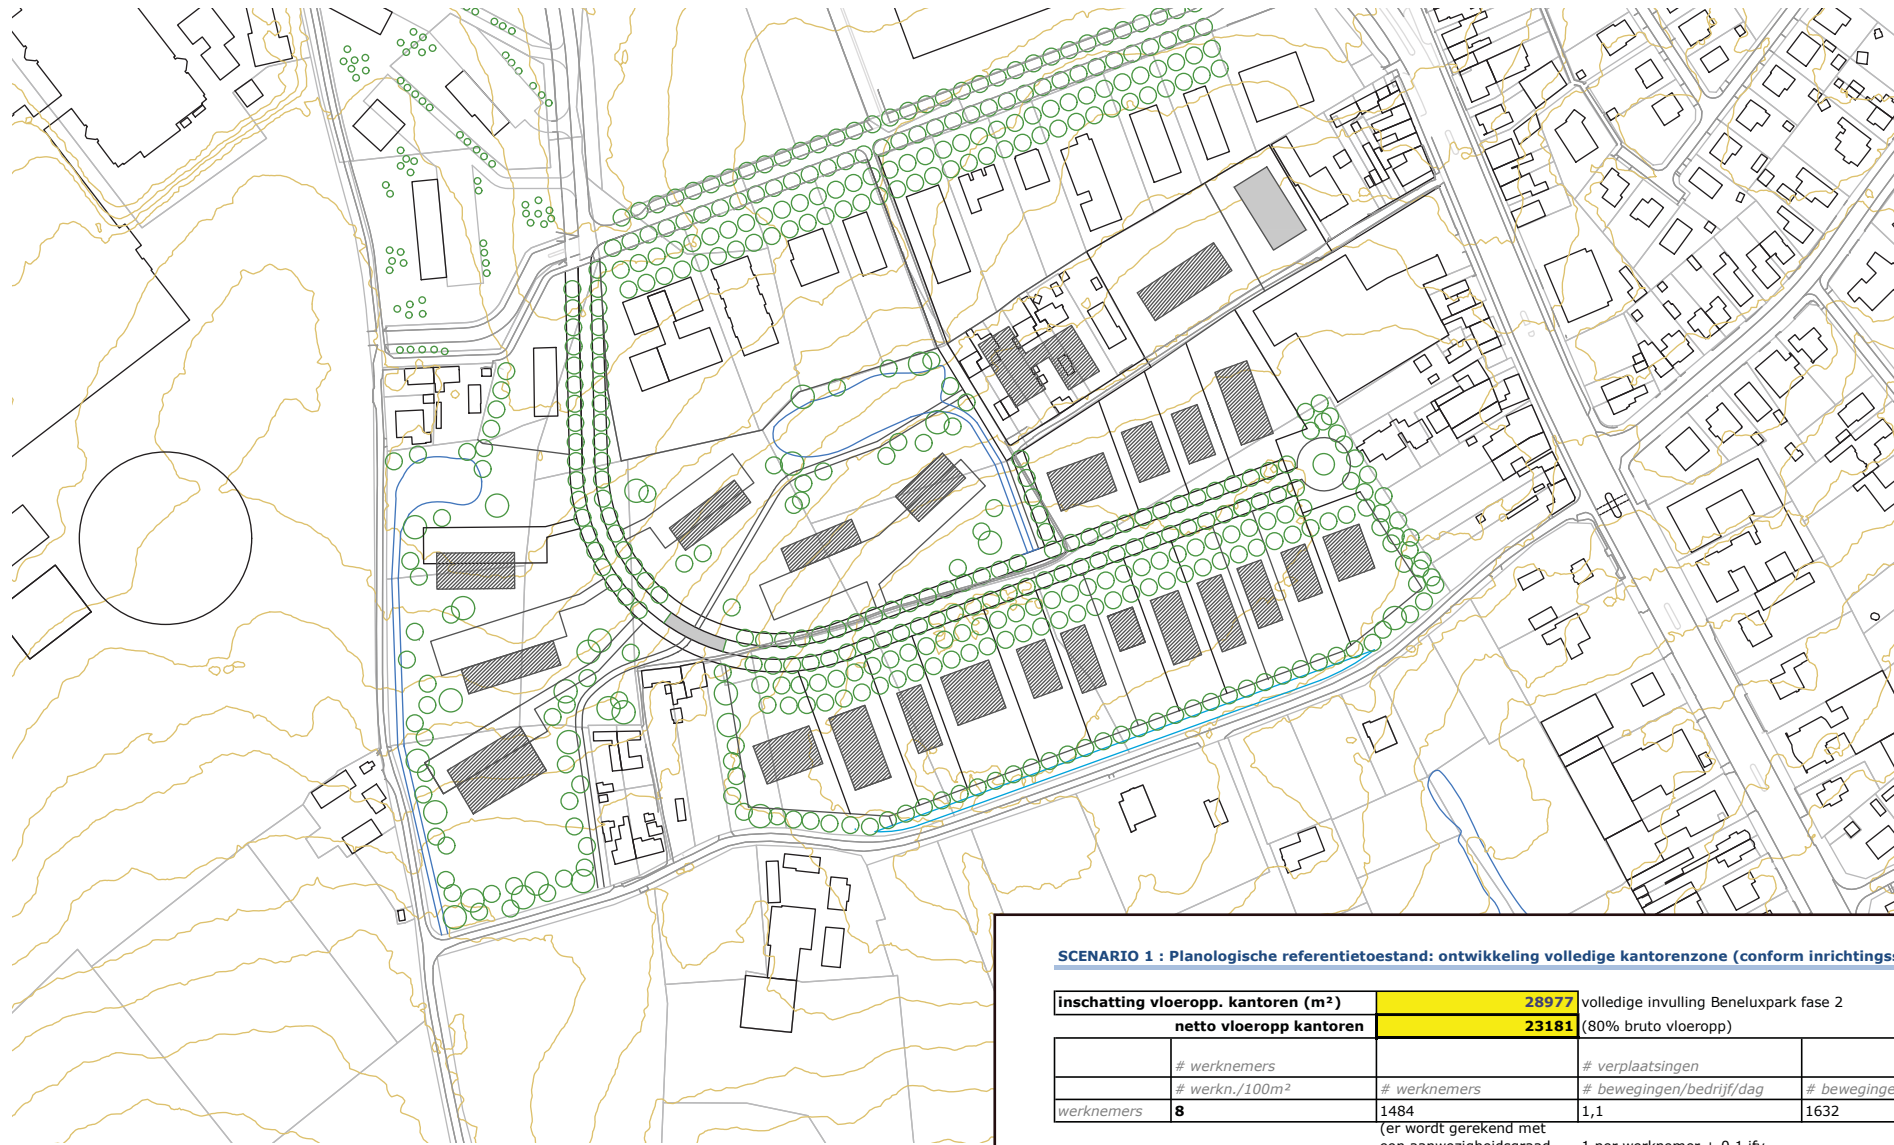 SCENARIO 1 : Planologische referentietoestand: ontwikkeling volledige kantorenzone (conform
inschatting vloeropp. kantoren (m²) 28977 volledige invulling Beneluxpark fase 2
netto vloeropp kantoren 23181 (80% bruto vloeropp)
# werknemers # verplaatsingen
# werkn./100m² # werknemers # bewegingen/bedrijf/dag #
werknemers 8 1484 1,1 1632
(er wordt gerekend met